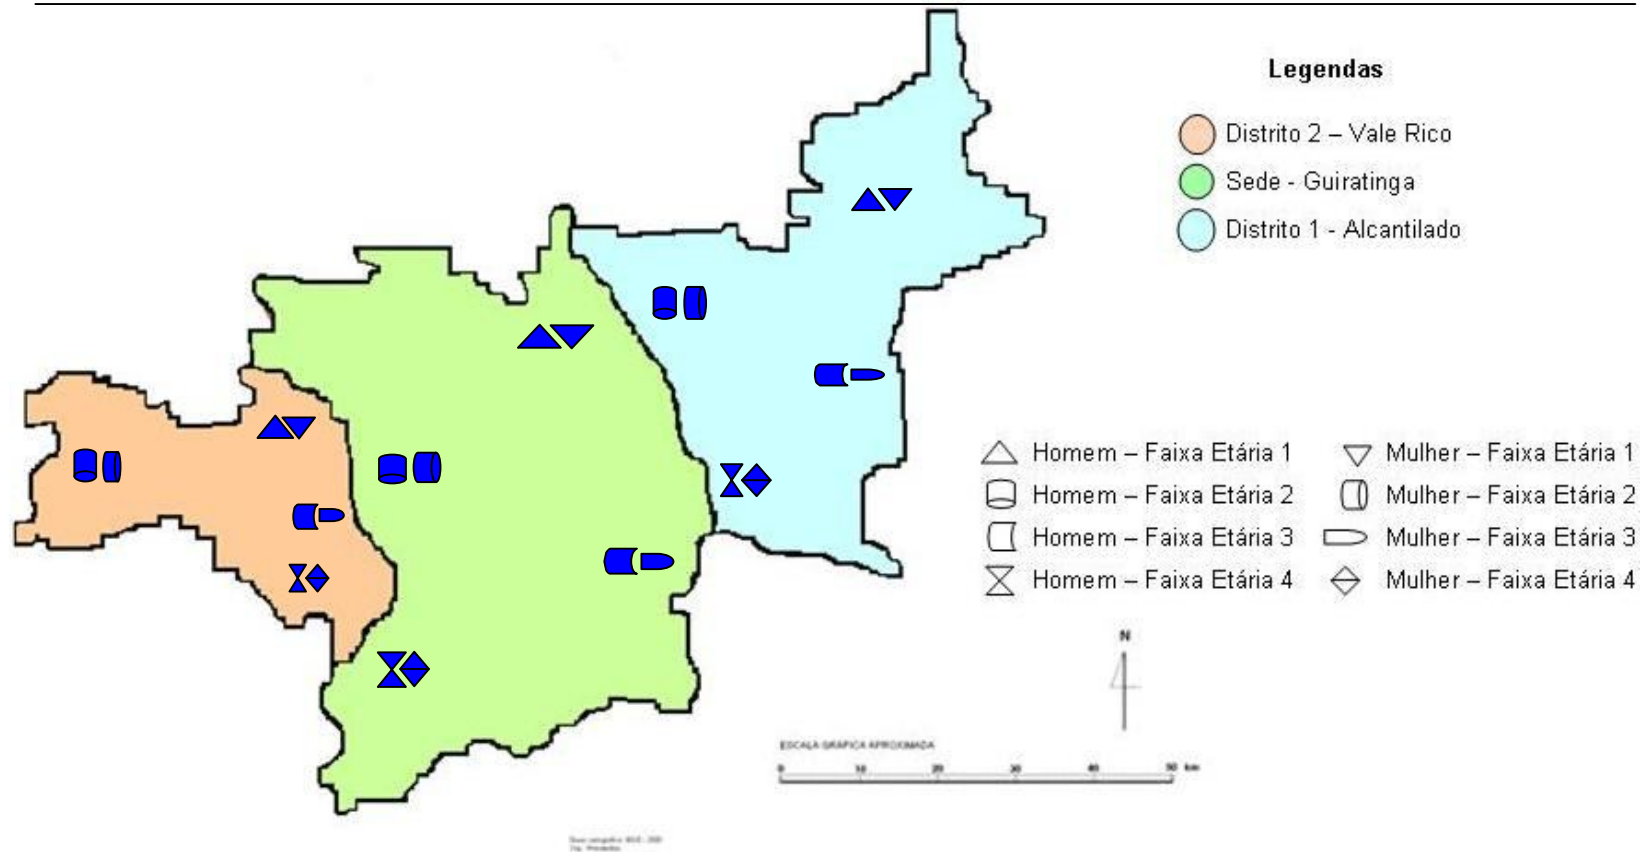 Legendas
Distrito 2 – Vale Rico
Sede - Guiratinga
Distrito 1 - Alcantilado
Homem – Faixa Etária 1
Mulher – Faixa Etária 1
Homem – Faixa Etária 2
Mulher – Faixa Etária 2
Homem – Faixa Etária 3
Mulher – Faixa Etária 3
Homem – Faixa Etária 4
Mulher – Faixa Etária 4
N
ESCALA GRÁFICA APROXIMADA
0 10 20 30 40 50 km